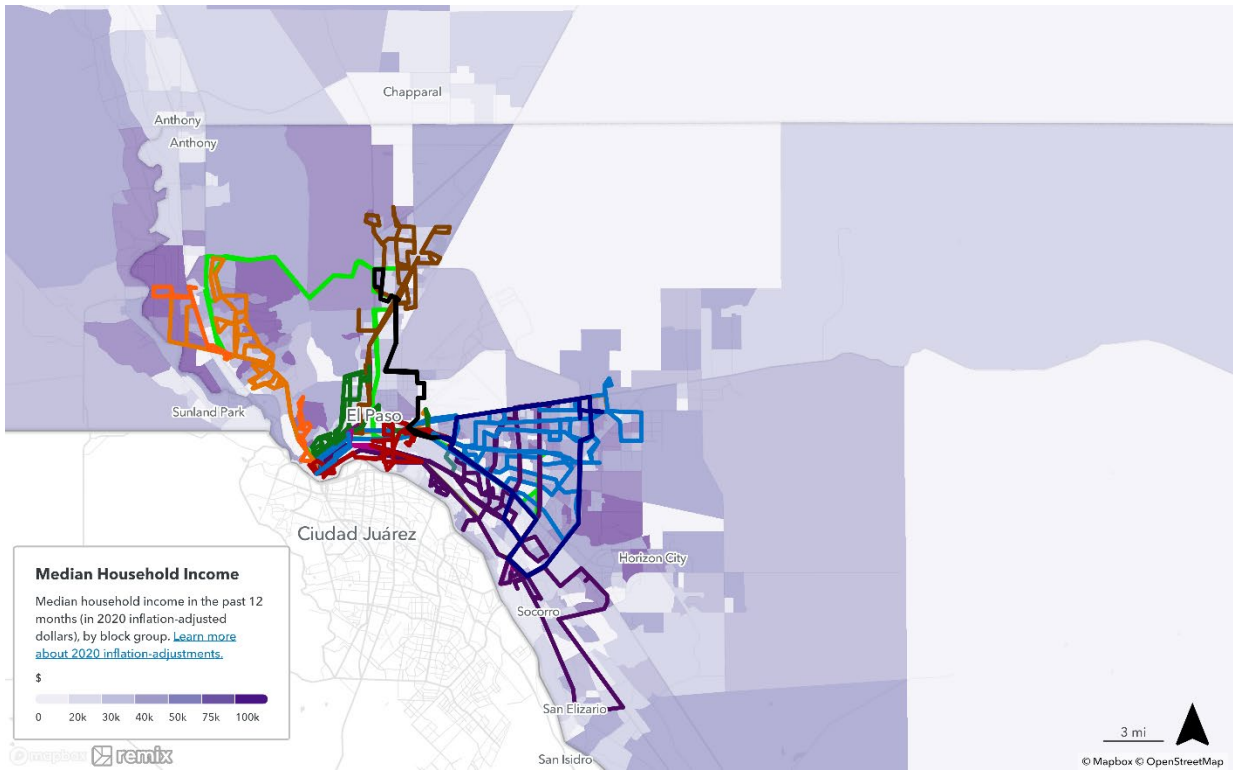 Chapparal
Anthony
Anthony
El Paso
Sunland Park
Ciudad Juárez
Horizon City
Socorro
San Elizario
San Isidro
Median Household Income
Median household income in the past 12
months (in 2020 inflation-adjusted
dollars), by block group. Learn more
about 2020 inflation-adjustments.
$
0 20k 30k 40k 50k 75k 100k
mapbox remix
3 mi
© Mapbox © OpenStreetMap